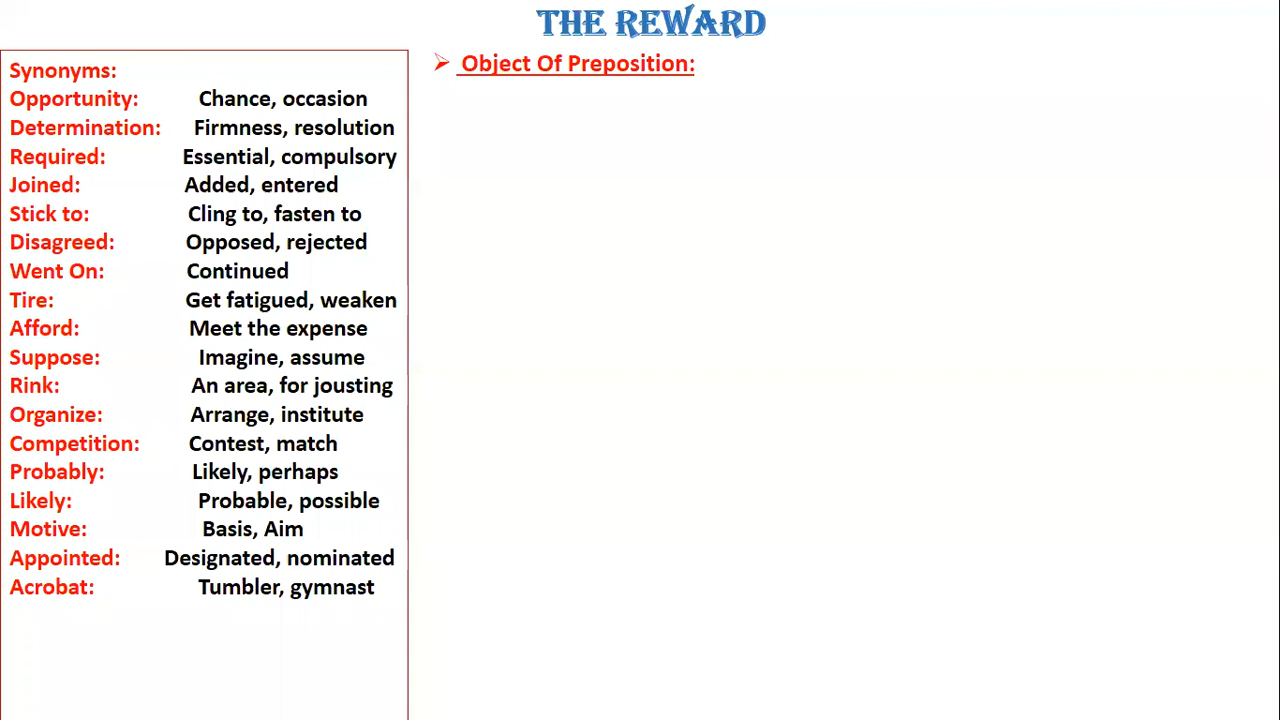 THE REWARD
Synonyms:
Opportunity: Chance, occasion
Determination: Firmness, resolution
Required: Essential, compulsory
Joined: Added, entered
Stick to: Cling to, fasten to
Disagreed: Opposed, rejected
Went On: Continued
Tire: Get fatigued, weaken
Afford: Meet the expense
Suppose: Imagine, assume
Rink: An area, for jousting
Organize: Arrange, institute
Competition: Contest, match
Probably: Likely, perhaps
Likely: Probable, possible
Motive: Basis, Aim
Appointed: Designated, nominated
Acrobat: Tumbler, gymnast
➢ Object Of Preposition: